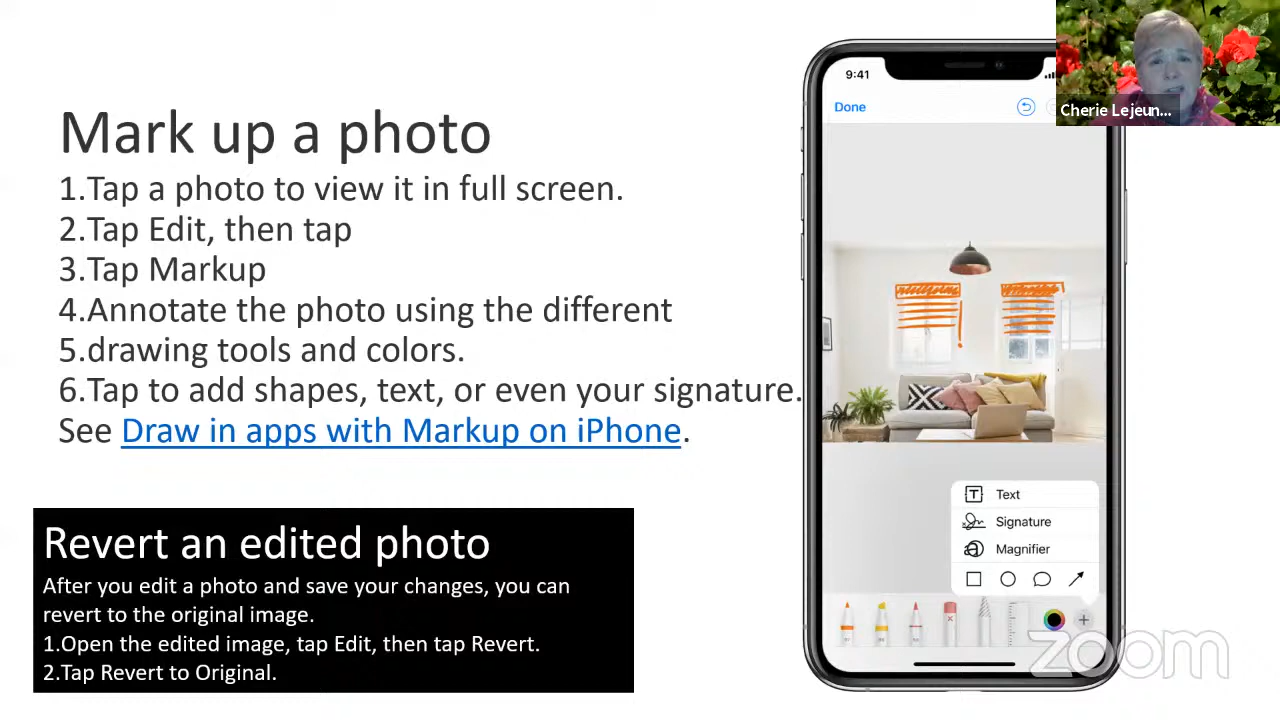 Mark up a photo
1.Tap a photo to view it in full screen.
2.Tap Edit, then tap
3.Tap Markup
4.Annotate the photo using the different
5.drawing tools and colors.
6.Tap to add shapes, text, or even your signature.
See Draw in apps with Markup on iPhone.
Revert an edited photo
After you edit a photo and save your changes, you can
revert to the original image.
1.Open the edited image, tap Edit, then tap Revert.
2.Tap Revert to Original.
9:41
Done
Text
Signature
Magnifier
Cherie Lejeun...
zoom